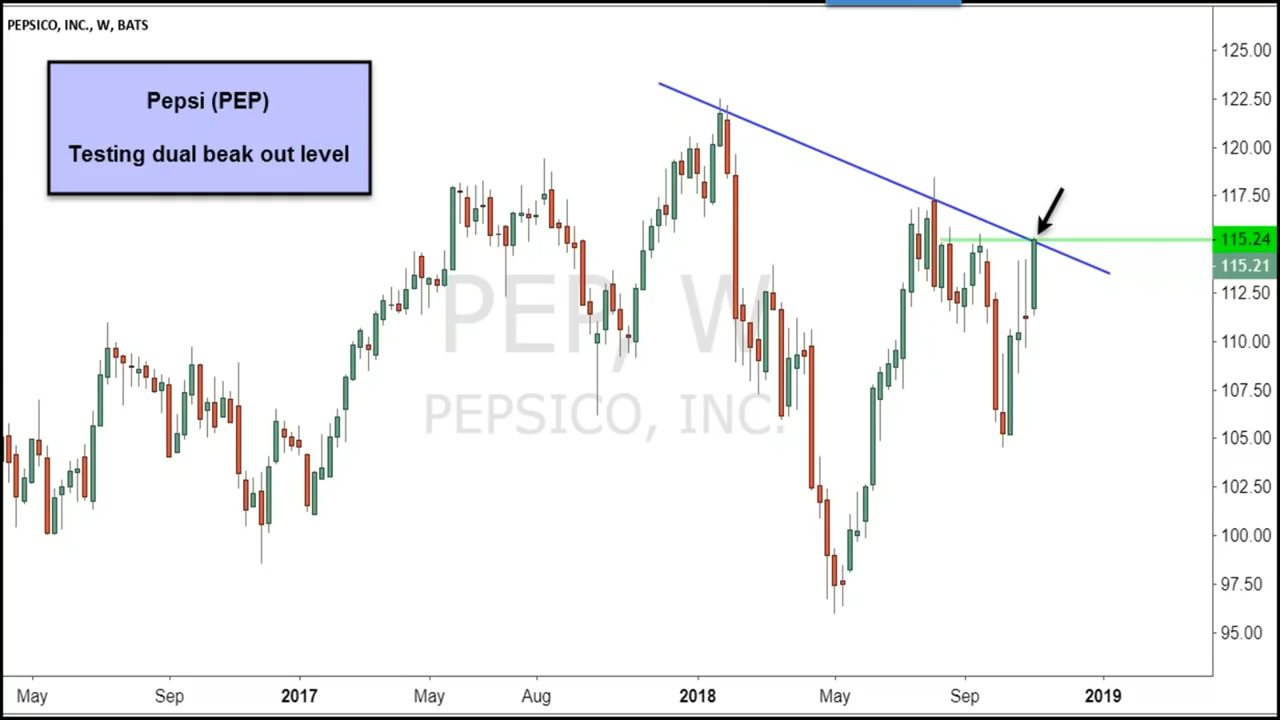 PEPSICO, INC., W, BATS
Pepsi (PEP)
Testing dual beak out level
PEP, W
PEPSICO, INC.
125.00
122.50
120.00
117.50
115.24
115.21
112.50
110.00
107.50
105.00
102.50
100.00
97.50
95.00
May Sep 2017 May Aug 2018 May Sep 2019